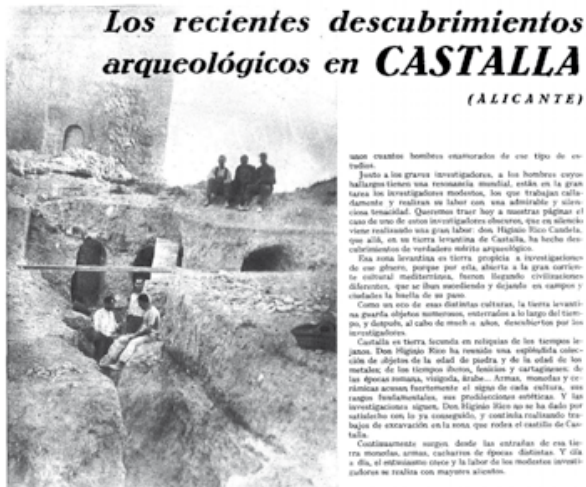 Los recientes descubrimientos
arqueológicos en CASTALLA
(ALICANTE)
unos cuantos hombres enamorados de ese tipo de es-
tudios.
Junto a los graves investigadores, a los hombres cuyos
hallazgos tienen una resonancia mundial, están en la gran
tarea los investigadores modestos, los que trabajan calla-
damente y realizan su labor con una admirable y silen-
ciosa tenacidad. Queremos traer hoy a nuestras páginas el
caso de uno de estos investigadores obscuros, que en silencio
viene realizando una gran labor: don Higinio Rico Candela,
que allá, en su tierra levantina de Castalla, ha hecho des-
cubrimientos de verdadero mérito arqueológico.
Esa zona levantina es tierra propicia a investigaciones
de ese género, porque por ella, abierta a la gran corrien-
te cultural mediterránea, fueron llegando civilizaciones
diferentes, que se iban sucediendo y dejando en campos y
ciudades la huella de su paso.
Como un eco de esas distintas culturas, la tierra levanti-
na guarda objetos numerosos, enterrados a lo largo del tiem-
po, y después, al cabo de muchos años, descubiertos por los
investigadores.
Castalla es tierra fecunda en reliquias de los tiempos le-
janos. Don Higinio Rico ha reunido una espléndida colec-
ción de objetos de la edad de piedra y de la edad de los
metales; de los tiempos iberos, fenicios y cartagineses; de
las épocas romana, visigoda, árabe... Armas, monedas y ce-
rámicas acusan fuertemente el signo de cada cultura, sus
rasgos fundamentales, sus predilecciones estéticas. Y las
investigaciones siguen. Don Higinio Rico no se ha dado por
satisfecho con lo ya conseguido, y continúa realizando tra-
bajos de excavación en la zona que rodea el castillo de Cas-
talla.
Continuamente surgen desde las entrañas de esa tie-
rra monedas, armas, cacharros de épocas distintas. Y día
a día, el entusiasmo crece y la labor de los modestos investi-
gadores se realiza con mayores alientos.